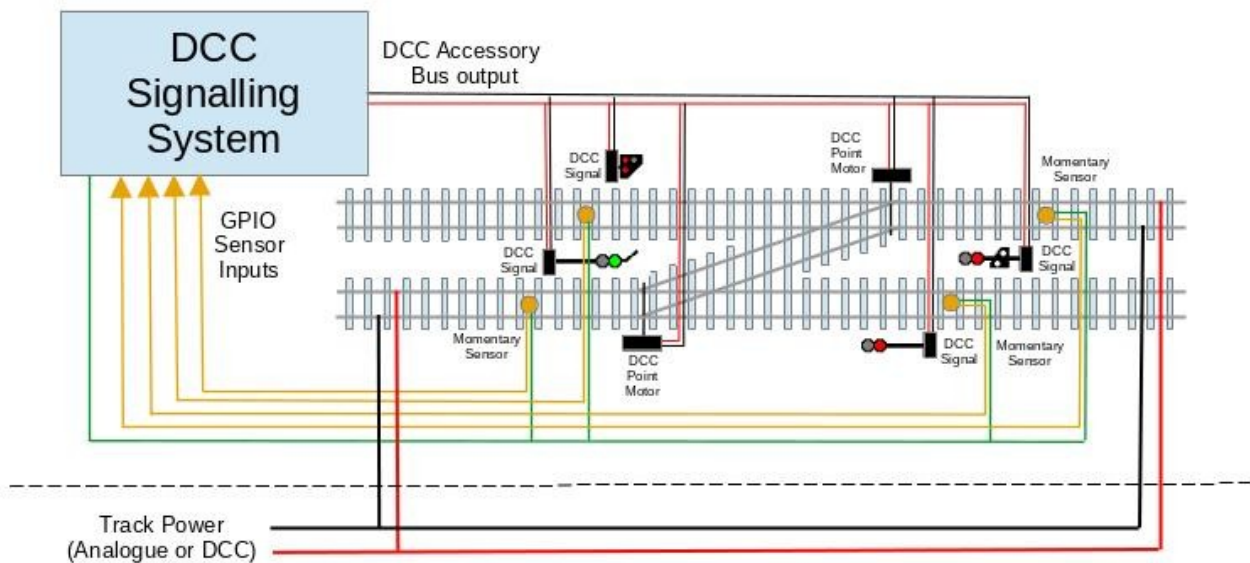 DCC
Signalling
System
DCC Accessory
Bus output
GPIO
Sensor
Inputs
DCC
Signal
DCC
Point
Motor
Momentary
Sensor
DCC
Signal
DCC
Signal
Momentary
Sensor
DCC
Point
Motor
DCC
Signal
Momentary
Sensor
Track Power
(Analogue or DCC)